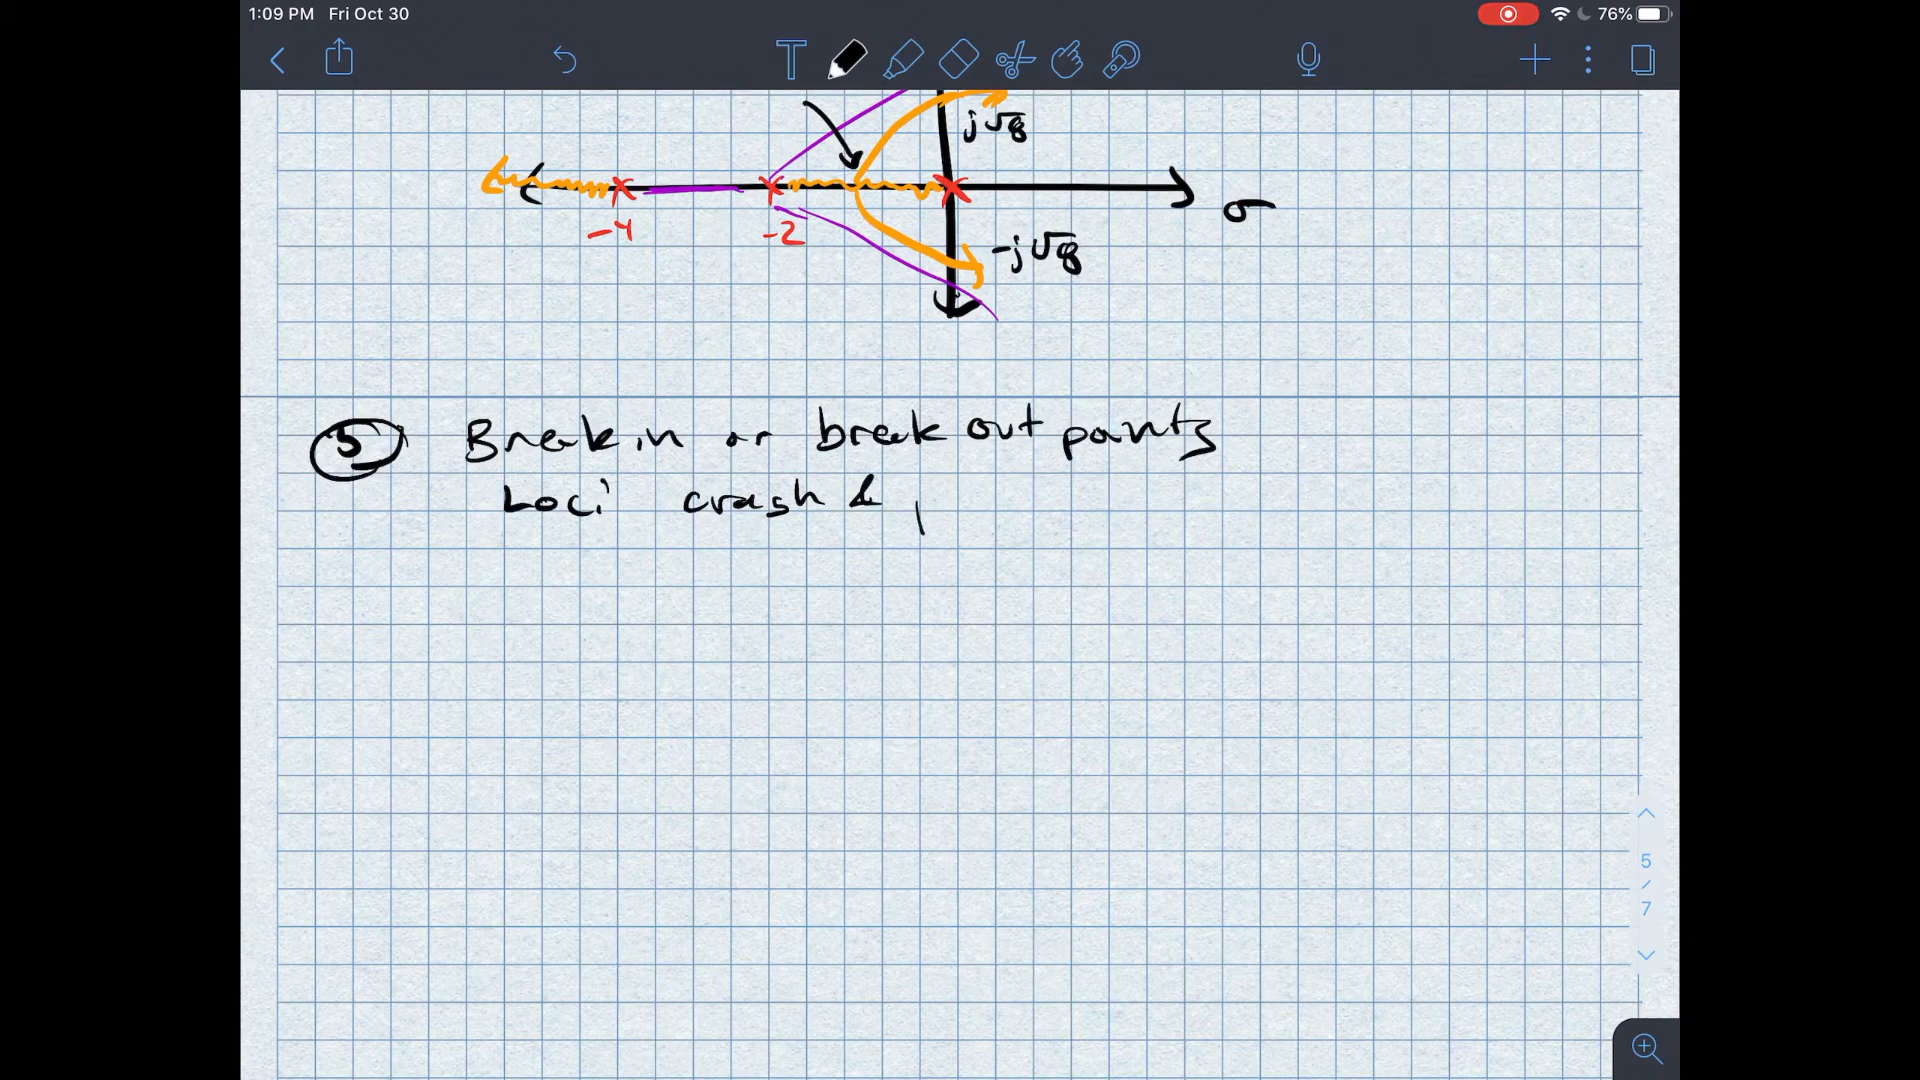 1:09 PM Fri Oct 30
76%
T
j√8
-4
-2
σ
-j√8
5 Break in or break out points
Loci crash &
5
/
7